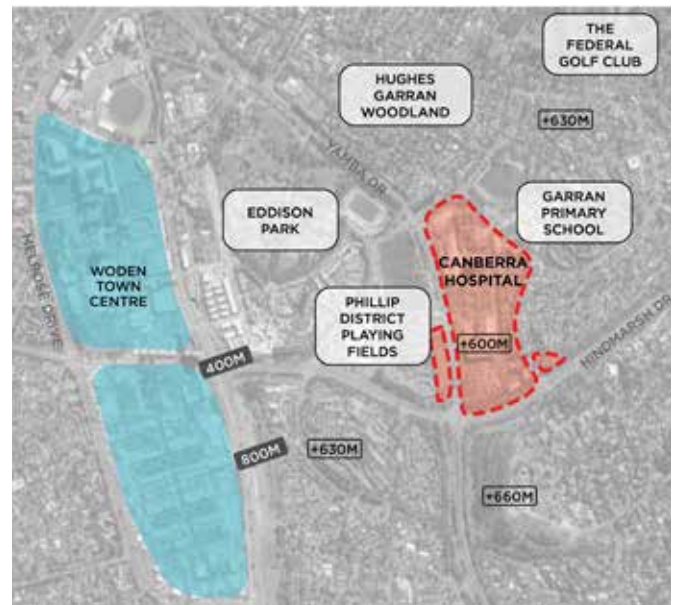 THE
FEDERAL
GOLF CLUB
HUGHES
GARRAN
WOODLAND
+630M
YAMBA DR
GARRAN
PRIMARY
SCHOOL
EDDISON
PARK
MELROSE DRIVE
WODEN
TOWN
CENTRE
CANBERRA
HOSPITAL
PHILLIP
DISTRICT
PLAYING
FIELDS
+600M
HINDMARSH DR
400M
800M
+630M
+660M